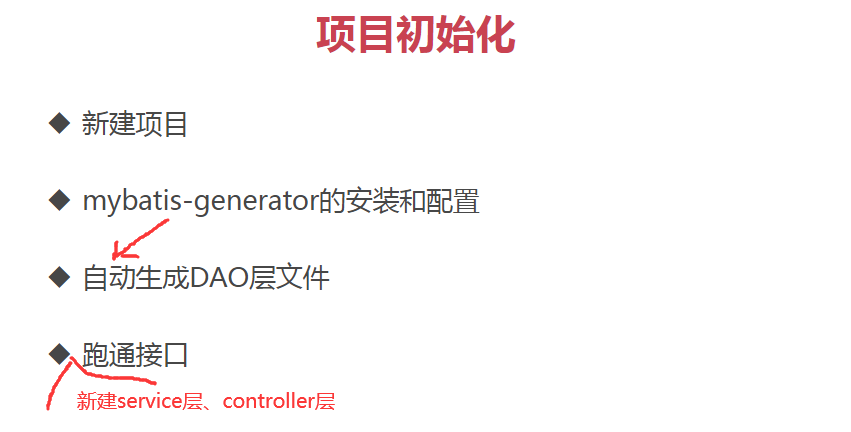 项目初始化
◆ 新建项目
◆ mybatis-generator的安装和配置
◆ 自动生成DAO层文件
◆ 跑通接口
新建service层、controller层